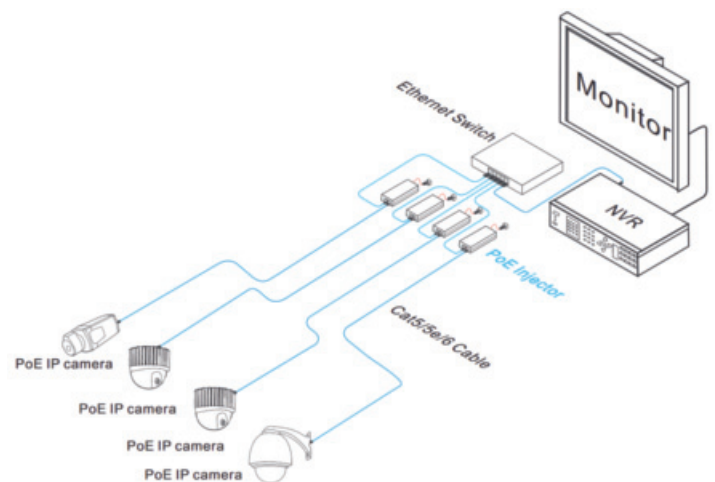 Monitor
Ethernet Switch
NVR
PoE Injector
Cat5/5e/6 Cable
PoE IP camera
PoE IP camera
PoE IP camera
PoE IP camera